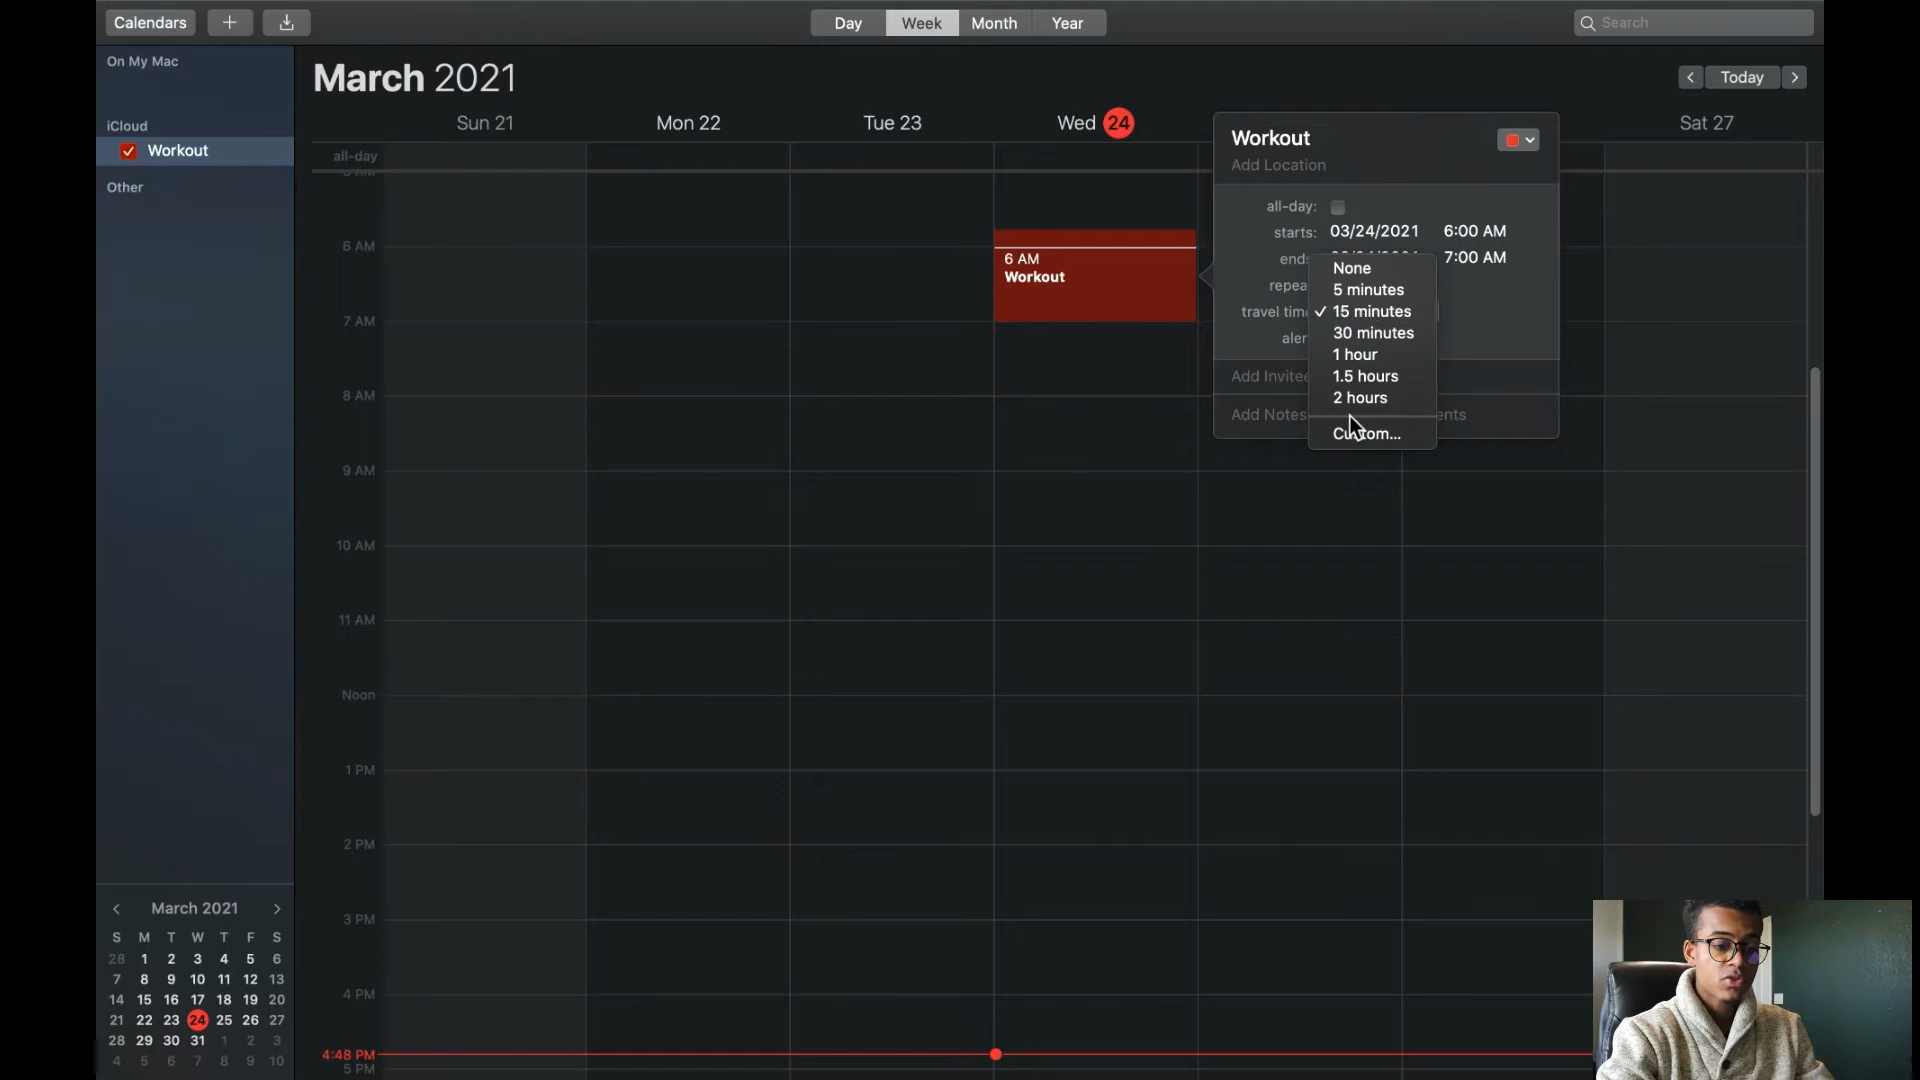 Calendars
Day Week Month Year
Search
On My Mac
iCloud
Workout
Other
March 2021
Today
Sun 21 Mon 22 Tue 23 Wed 24 Sat 27
all-day
6 AM
7 AM
8 AM
9 AM
10 AM
11 AM
Noon
1 PM
2 PM
3 PM
4 PM
4:48 PM
5 PM
6 AM
Workout
Workout
Add Location
all-day:
starts: 03/24/2021 6:00 AM
7:00 AM
travel
Add
Add Notes
None
5 minutes
15 minutes
30 minutes
1 hour
1.5 hours
2 hours
Custom...
March 2021
S M T W T F S
28 1 2 3 4 5 6
7 8 9 10 11 12 13
14 15 16 17 18 19 20
21 22 23 24 25 26 27
28 29 30 31 1 2 3
4 5 6 7 8 9 10